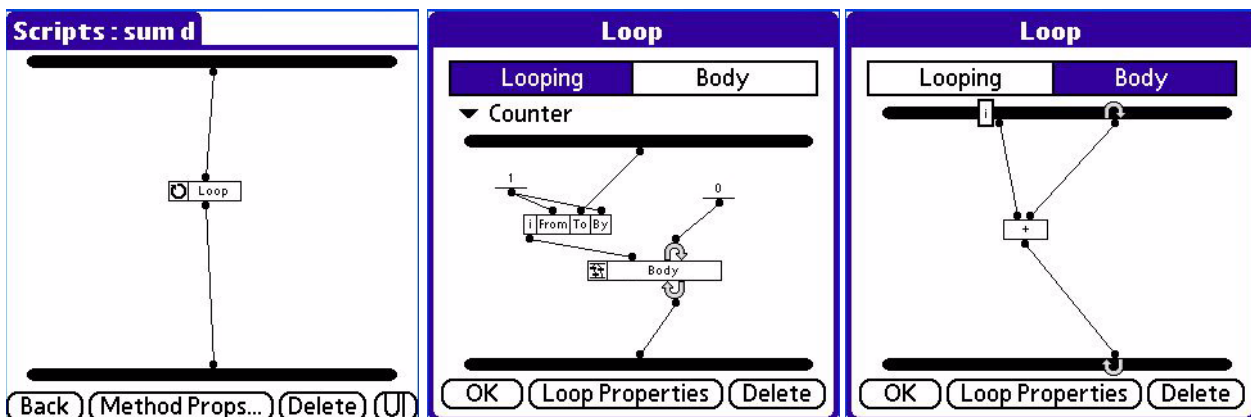 Scripts : sum d
Loop
Back
Method Props...
Delete
UI
Loop
Looping
Body
Counter
1
0
i
From
To
By
Body
OK
Loop Properties
Delete
Loop
Looping
Body
i
+
OK
Loop Properties
Delete